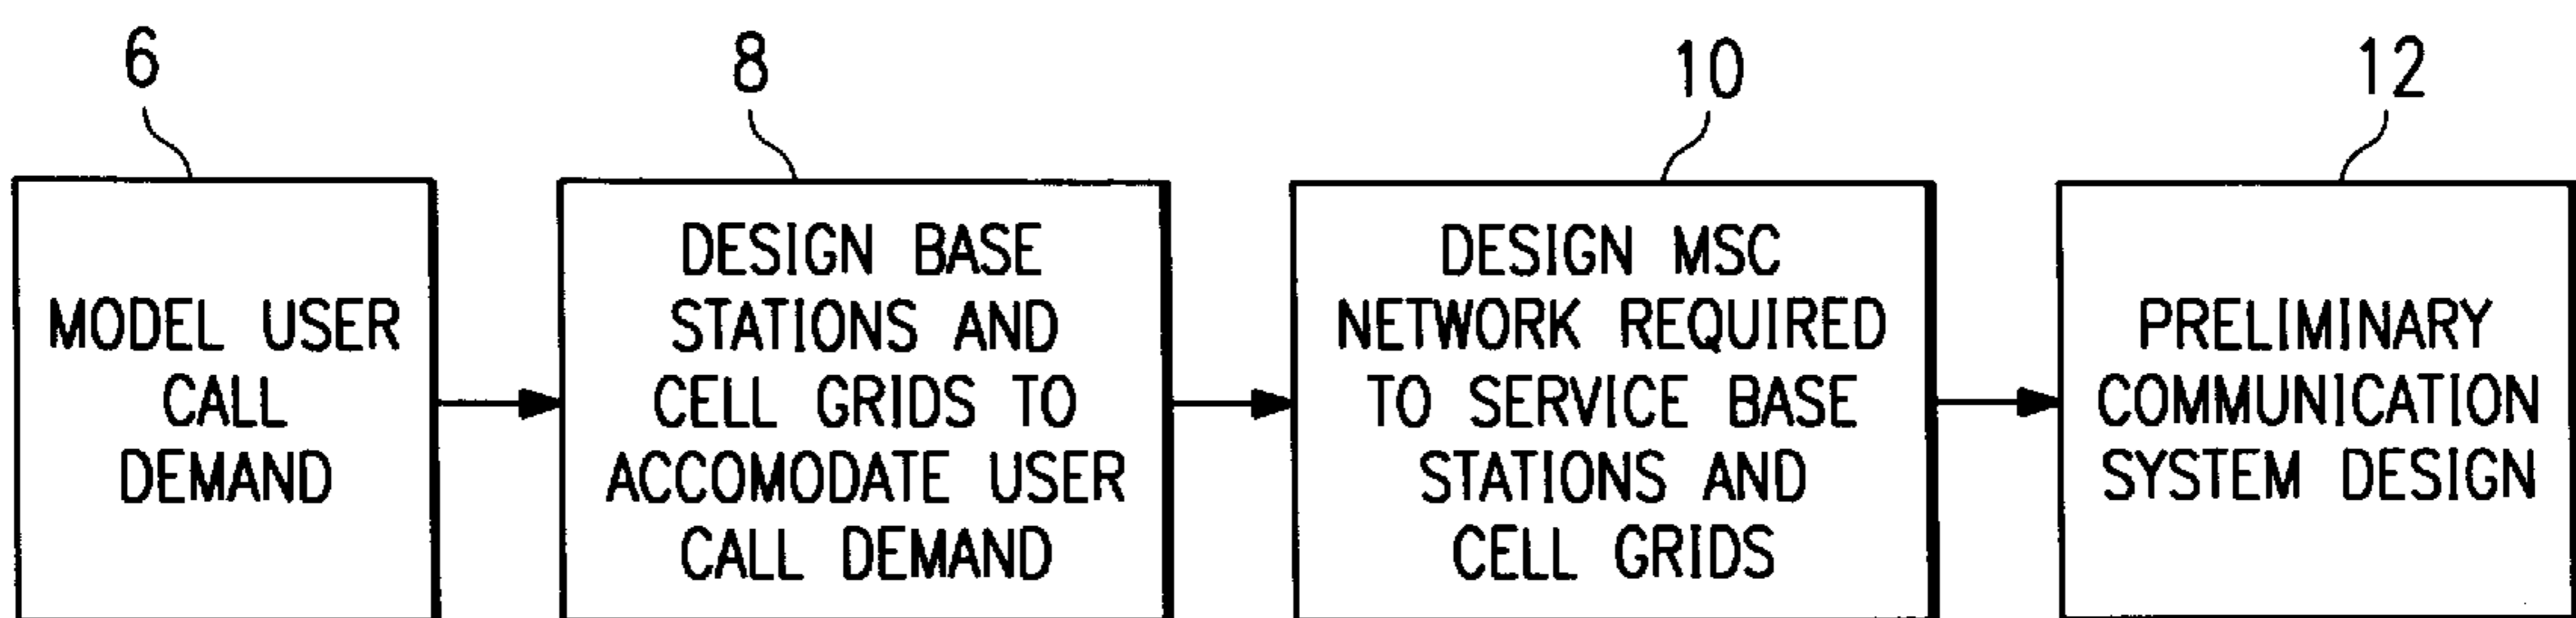 6
8
10
12
MODEL USER
CALL
DEMAND
DESIGN BASE
STATIONS AND
CELL GRIDS TO
ACCOMODATE USER
CALL DEMAND
DESIGN MSC
NETWORK REQUIRED
TO SERVICE BASE
STATIONS AND
CELL GRIDS
PRELIMINARY
COMMUNICATION
SYSTEM DESIGN